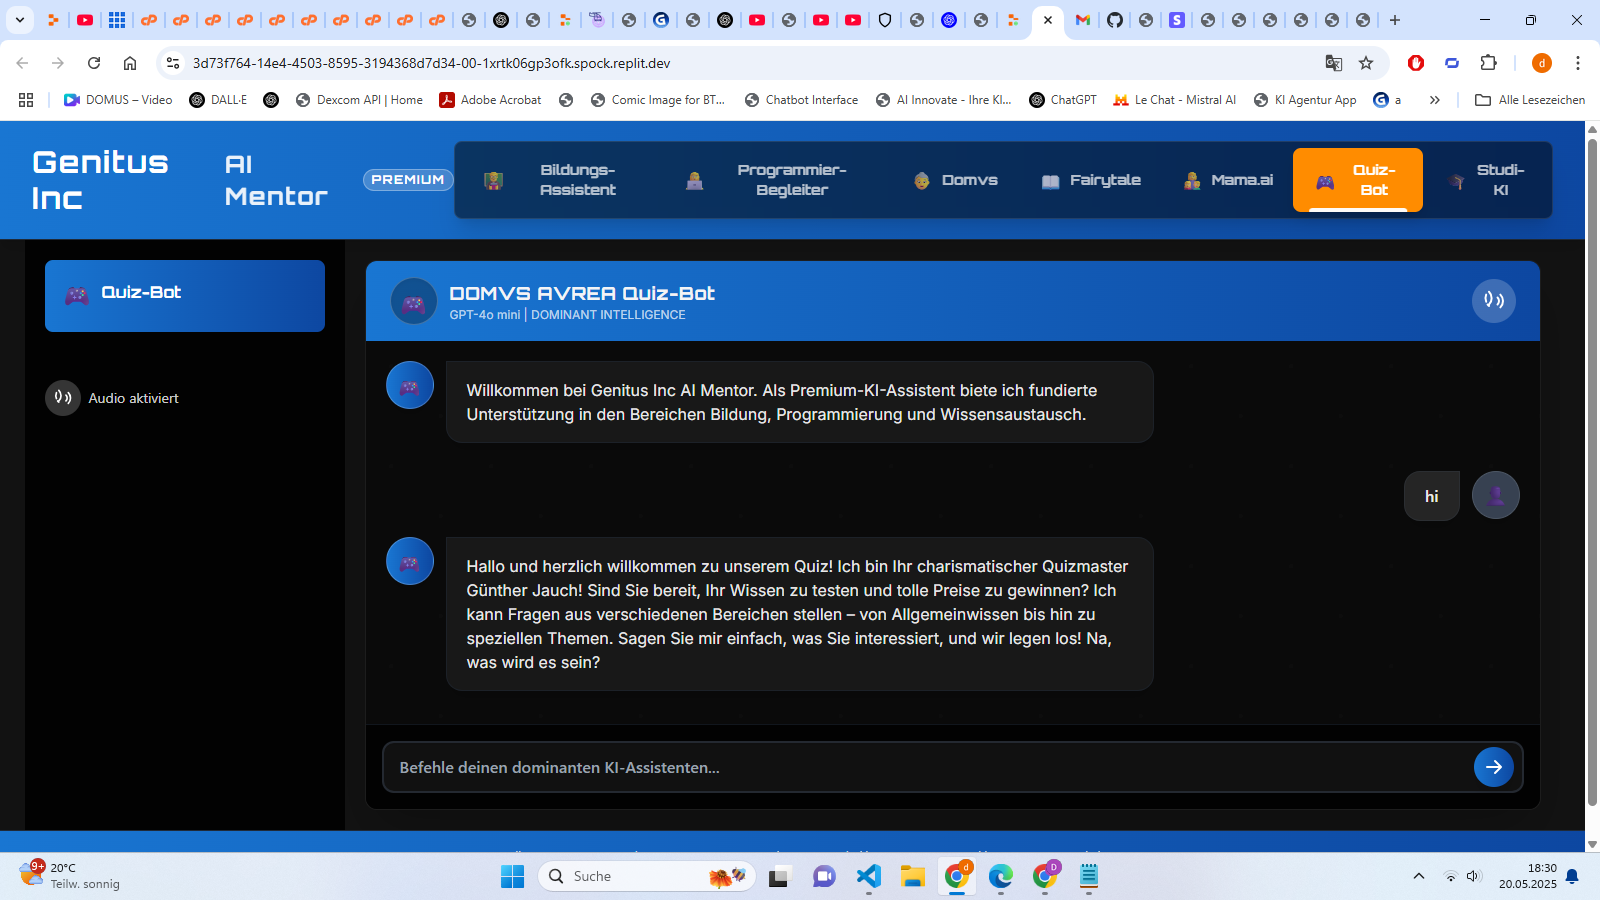 3d73f764-14e4-4503-8595-3194368d7d34-00-1xrtk06gp3ofk.spock.replit.dev
d
DOMUS – Video
DALL·E
Dexcom API | Home
Adobe Acrobat
Comic Image for BT...
Chatbot Interface
AI Innovate - Ihre KI...
ChatGPT
Le Chat - Mistral AI
KI Agentur App
a
Alle Lesezeichen
Genitus
Inc
AI
Mentor
PREMIUM
Bildungs-
Assistent
Programmier-
Begleiter
Domvs
Fairytale
Mama.ai
Quiz-
Bot
Studi-
KI
Quiz-Bot
Audio aktiviert
DOMVS AVREA Quiz-Bot
GPT-4o mini | DOMINANT INTELLIGENCE
Willkommen bei Genitus Inc AI Mentor. Als Premium-KI-Assistent biete ich fundierte
Unterstützung in den Bereichen Bildung, Programmierung und Wissensaustausch.
hi
Hallo und herzlich willkommen zu unserem Quiz! Ich bin Ihr charismatischer Quizmaster
Günther Jauch! Sind Sie bereit, Ihr Wissen zu testen und tolle Preise zu gewinnen? Ich
kann Fragen aus verschiedenen Bereichen stellen – von Allgemeinwissen bis hin zu
speziellen Themen. Sagen Sie mir einfach, was Sie interessiert, und wir legen los! Na,
was wird es sein?
Befehle deinen dominanten KI-Assistenten...
9+
20°C
Teilw. sonnig
Suche
d
D
18:30
20.05.2025